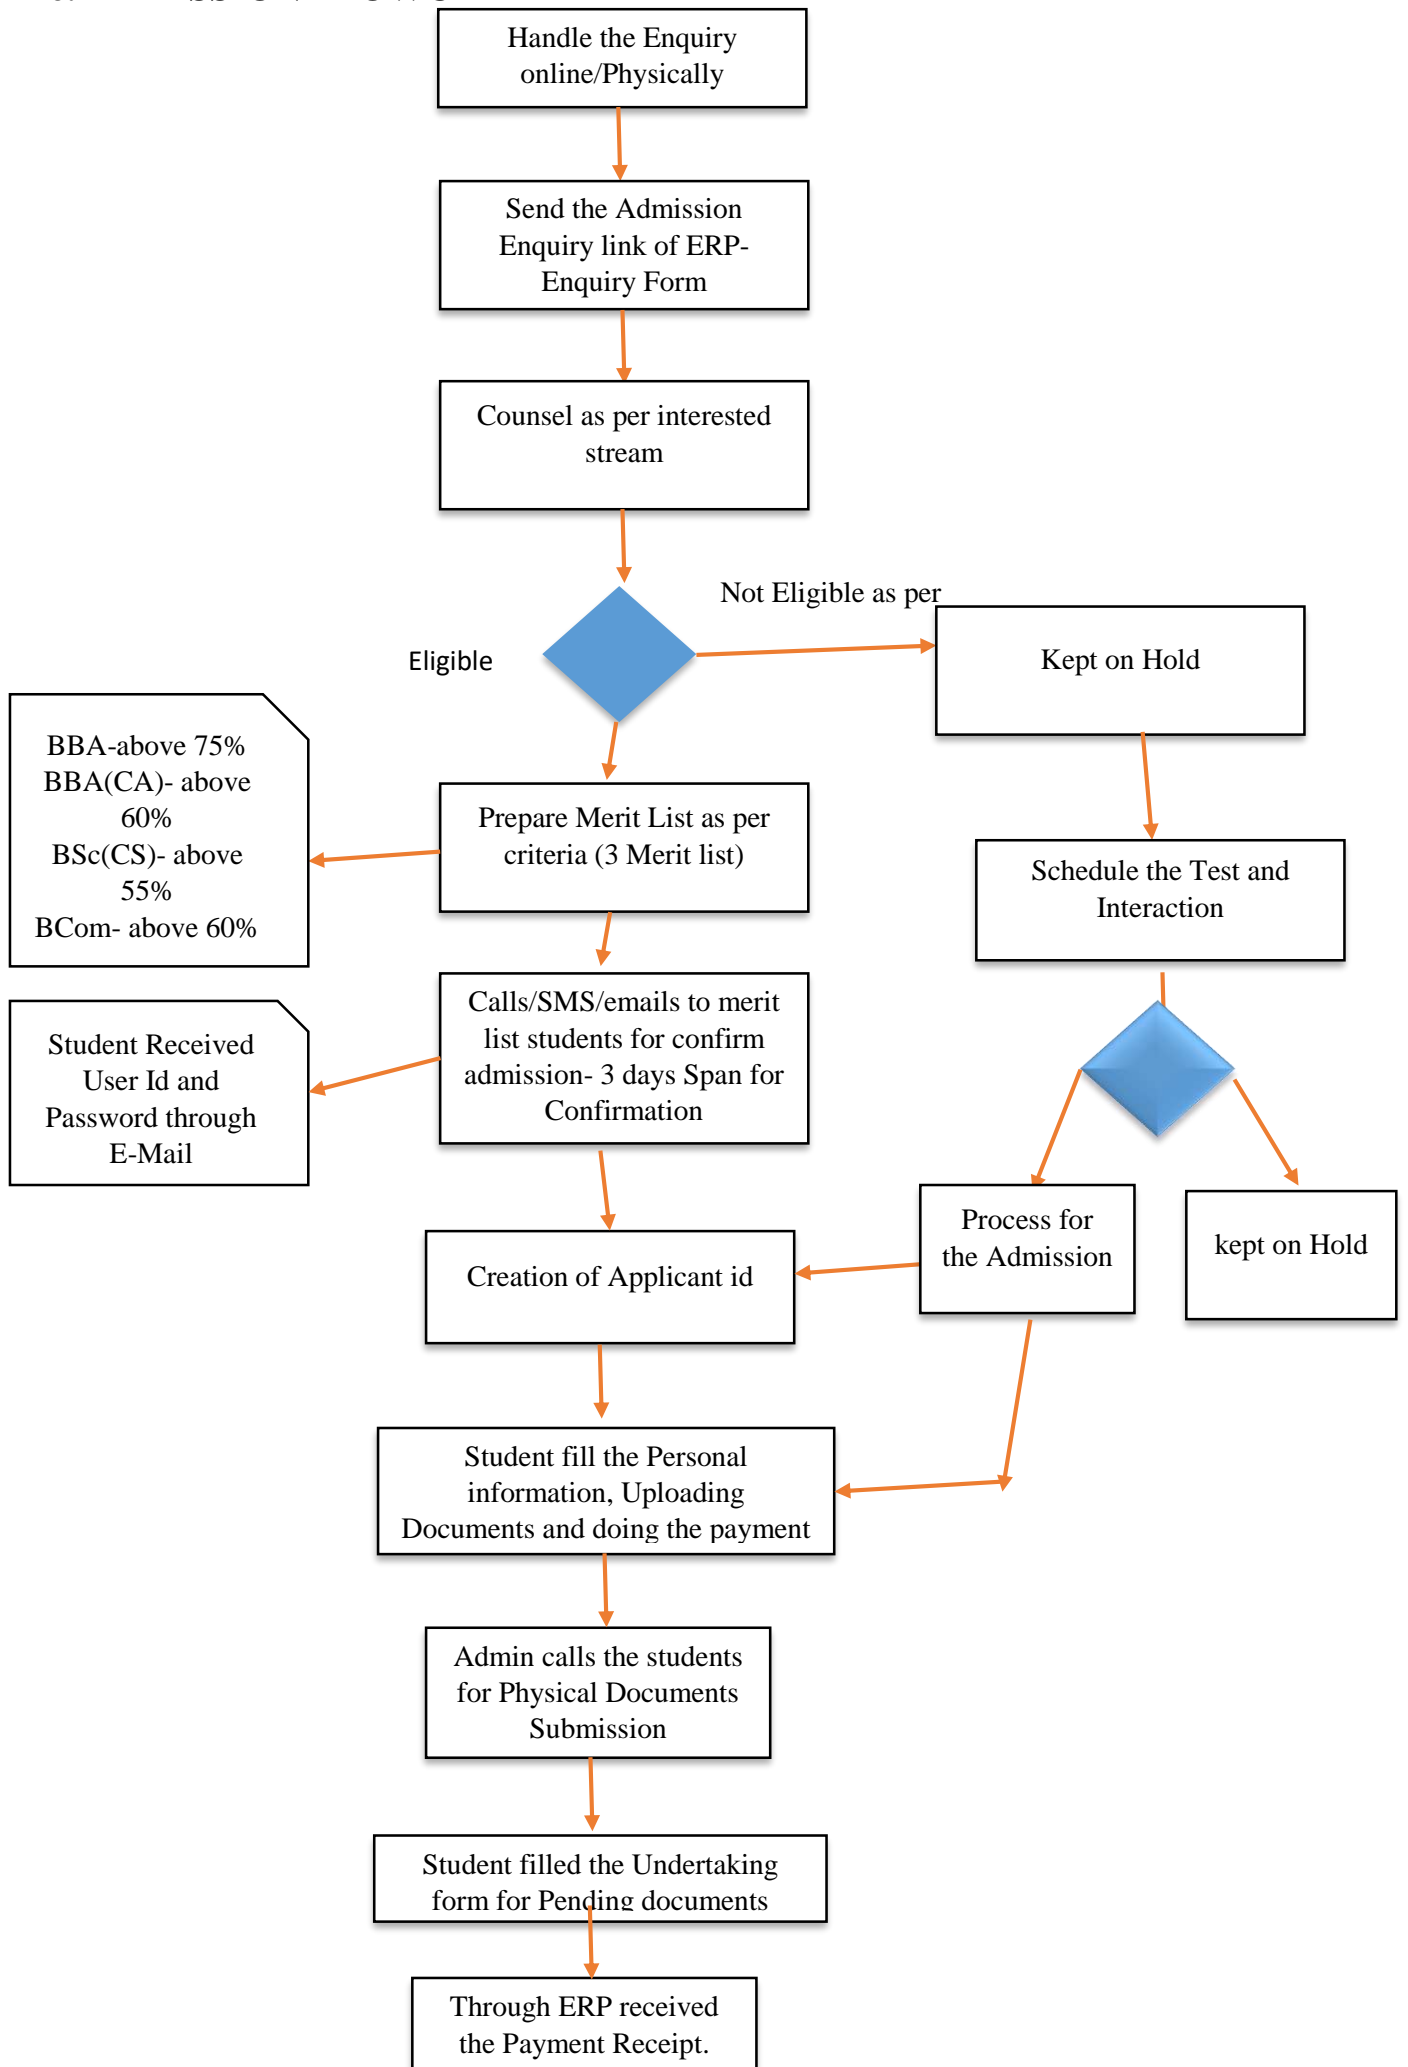 Handle the Enquiry
online/Physically
Send the Admission
Enquiry link of ERP-
Enquiry Form
Counsel as per interested
stream
Not Eligible as per
Eligible
Kept on Hold
BBA-above 75%
BBA(CA)- above
60%
BSc(CS)- above
55%
BCom- above 60%
Prepare Merit List as per
criteria (3 Merit list)
Schedule the Test and
Interaction
Student Received
User Id and
Password through
E-Mail
Calls/SMS/emails to merit
list students for confirm
admission- 3 days Span for
Confirmation
Process for
the Admission
kept on Hold
Creation of Applicant id
Student fill the Personal
information, Uploading
Documents and doing the payment
Admin calls the students
for Physical Documents
Submission
Student filled the Undertaking
form for Pending documents
Through ERP received
the Payment Receipt.